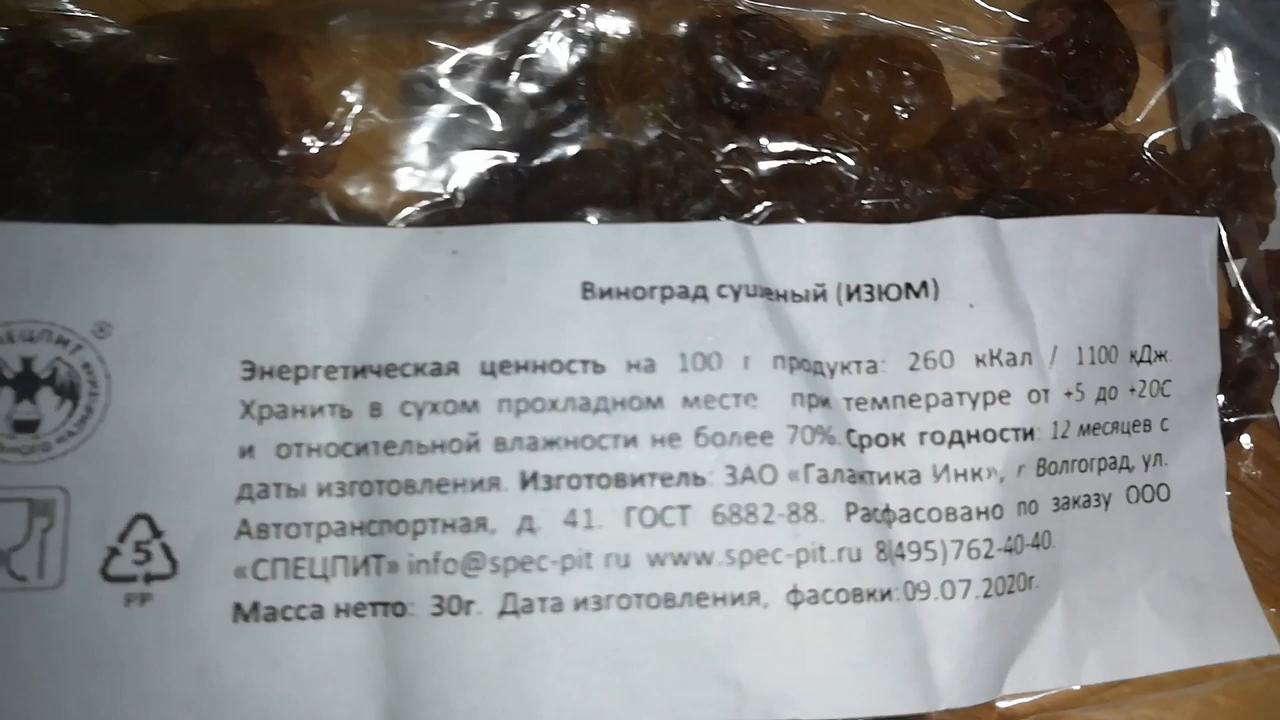 Виноград сушеный (ИЗЮМ)
Энергетическая ценность на 100 г продукта: 260 кКал / 1100 кДж.
Хранить в сухом прохладном месте при температуре от +5 до +20С
и относительной влажности не более 70%. Срок годности: 12 месяцев с
даты изготовления. Изготовитель: ЗАО «Галактика Инк», г Волгоград, ул.
Автотранспортная, д. 41. ГОСТ 6882-88. Расфасовано по заказу ООО
«СПЕЦПИТ» info@spec-pit ru www.spec-pit.ru 8(495)762-40-40.
Масса нетто: 30г. Дата изготовления, фасовки: 09.07.2020г.
®
5
PP